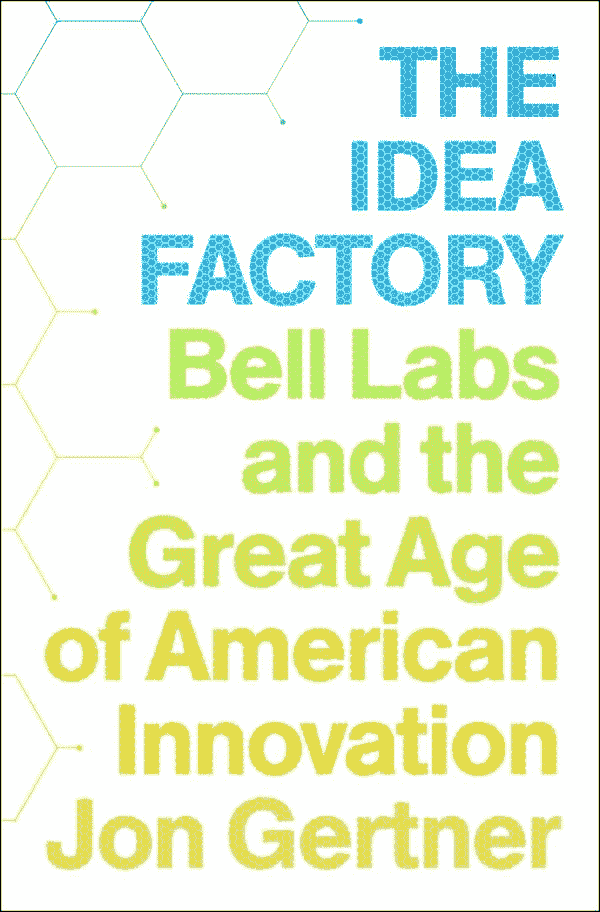 THE
IDEA
FACTORY
Bell Labs
and the
Great Age
of American
Innovation
Jon Gertner